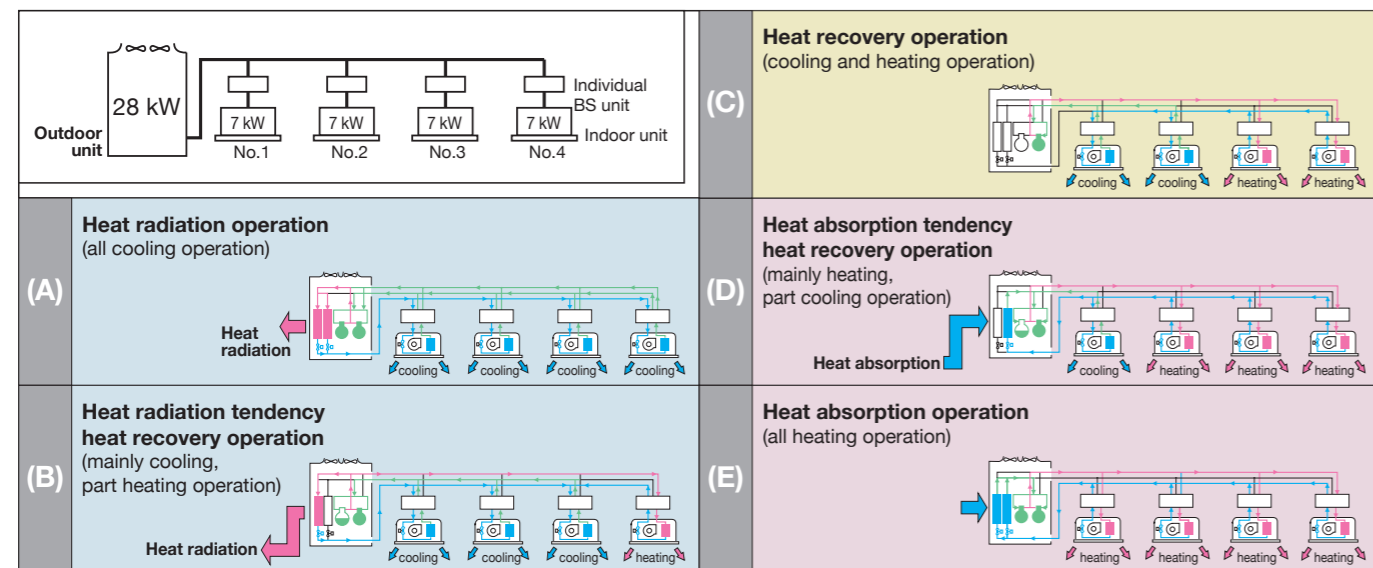 28 kW
Outdoor
unit
7 kW
7 kW
7 kW
7 kW
No.1
No.2
No.3
No.4
Individual
BS unit
Indoor unit
(A)
Heat radiation operation
(all cooling operation)
Heat
radiation
cooling
cooling
cooling
cooling
(B)
Heat radiation tendency
heat recovery operation
(mainly cooling,
part heating operation)
Heat radiation
cooling
cooling
cooling
heating
(C)
Heat recovery operation
(cooling and heating operation)
cooling
cooling
heating
heating
(D)
Heat absorption tendency
heat recovery operation
(mainly heating,
part cooling operation)
Heat absorption
cooling
heating
heating
heating
(E)
Heat absorption operation
(all heating operation)
heating
heating
heating
heating